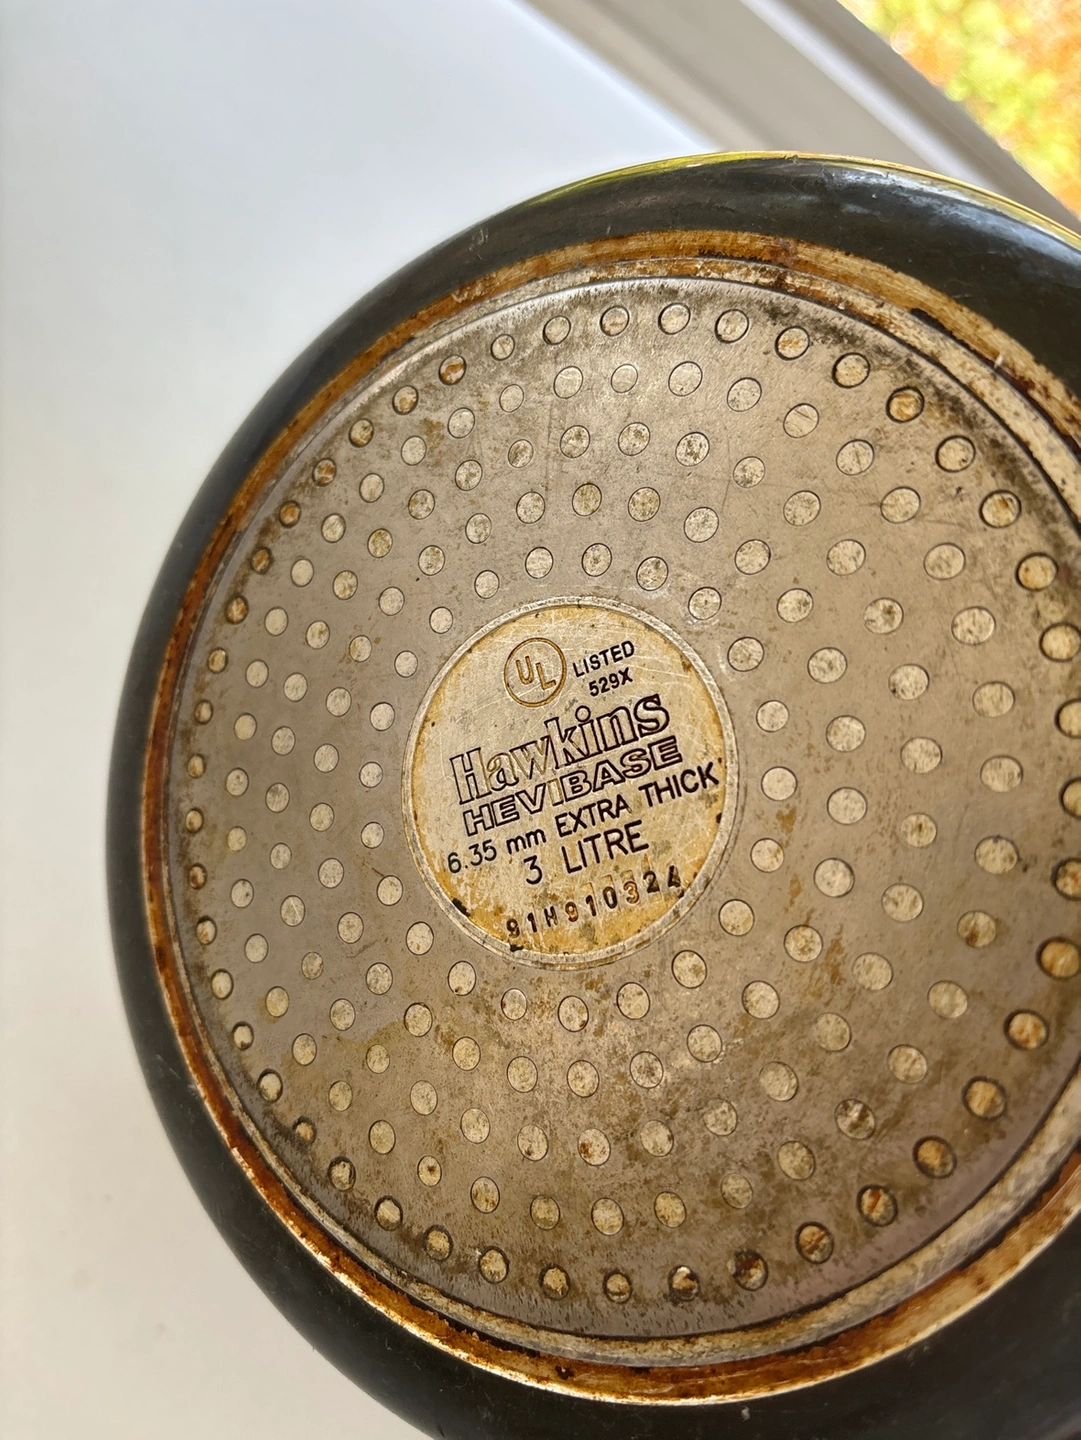 UL LISTED
529X
Hawkins
HEVIBASE
6.35 mm EXTRA THICK
3 LITRE
91H910324